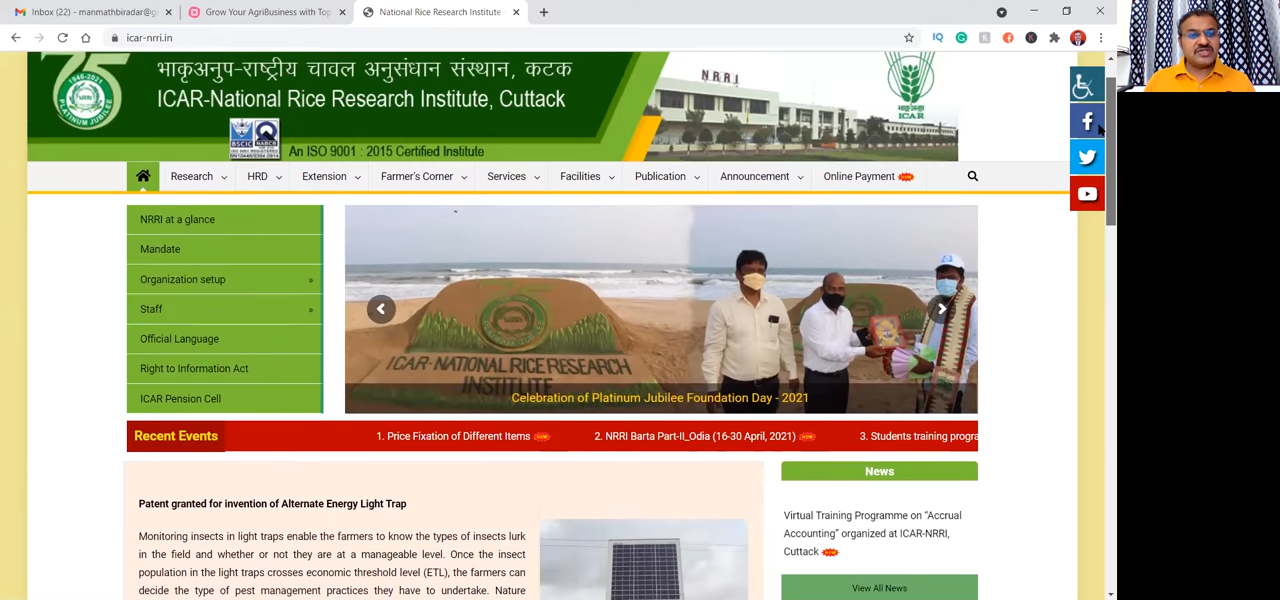 Inbox (22) - manmathbiradar@g
Grow Your AgriBusiness with Top
National Rice Research Institute -
icar-nrri.in
75
1946-2021
PLATINUM JUBILEE
भाकृअनुप-राष्ट्रीय चावल अनुसंधान संस्थान, कटक
ICAR-National Rice Research Institute, Cuttack
BSCIC
NABCB
An ISO 9001 : 2015 Certified Institute
NRRI
भाकृअनुप
ICAR
Research
HRD
Extension
Farmer's Corner
Services
Facilities
Publication
Announcement
Online Payment
NRRI at a glance
Mandate
Organization setup »
Staff »
Official Language
Right to Information Act
ICAR Pension Cell
ICAR-NATIONAL RICE RESEARCH
INSTITUTE
Celebration of Platinum Jubilee Foundation Day - 2021
Recent Events
1. Price Fixation of Different Items
2. NRRI Barta Part-II_Odia (16-30 April, 2021)
3. Students training progra
Patent granted for invention of Alternate Energy Light Trap
Monitoring insects in light traps enable the farmers to know the types of insects lurk
in the field and whether or not they are at a manageable level. Once the insect
population in the light traps crosses economic threshold level (ETL), the farmers can
decide the type of pest management practices they have to undertake. Nature
News
Virtual Training Programme on “Accrual
Accounting” organized at ICAR-NRRI,
Cuttack
View All News